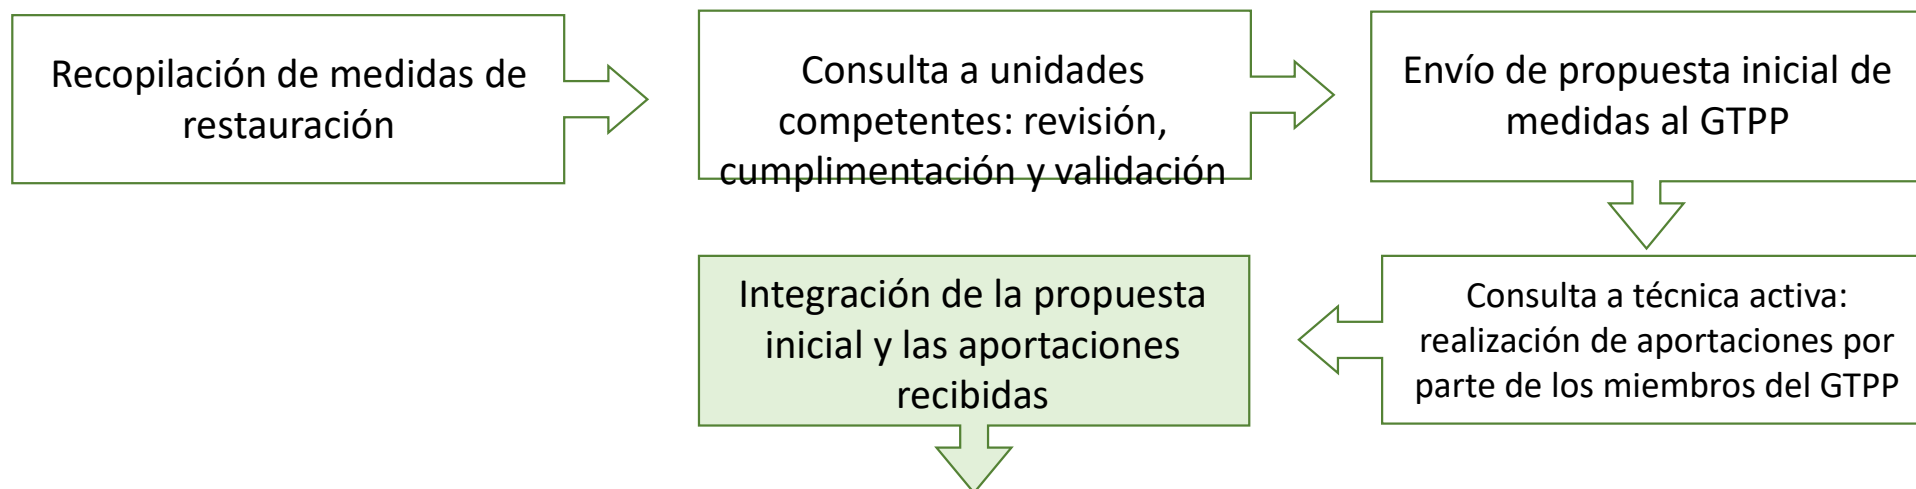 Recopilación de medidas de
restauración
Consulta a unidades
competentes: revisión,
cumplimentación y validación
Envío de propuesta inicial de
medidas al GTPP
Consulta a técnica activa:
realización de aportaciones por
parte de los miembros del GTPP
Integración de la propuesta
inicial y las aportaciones
recibidas